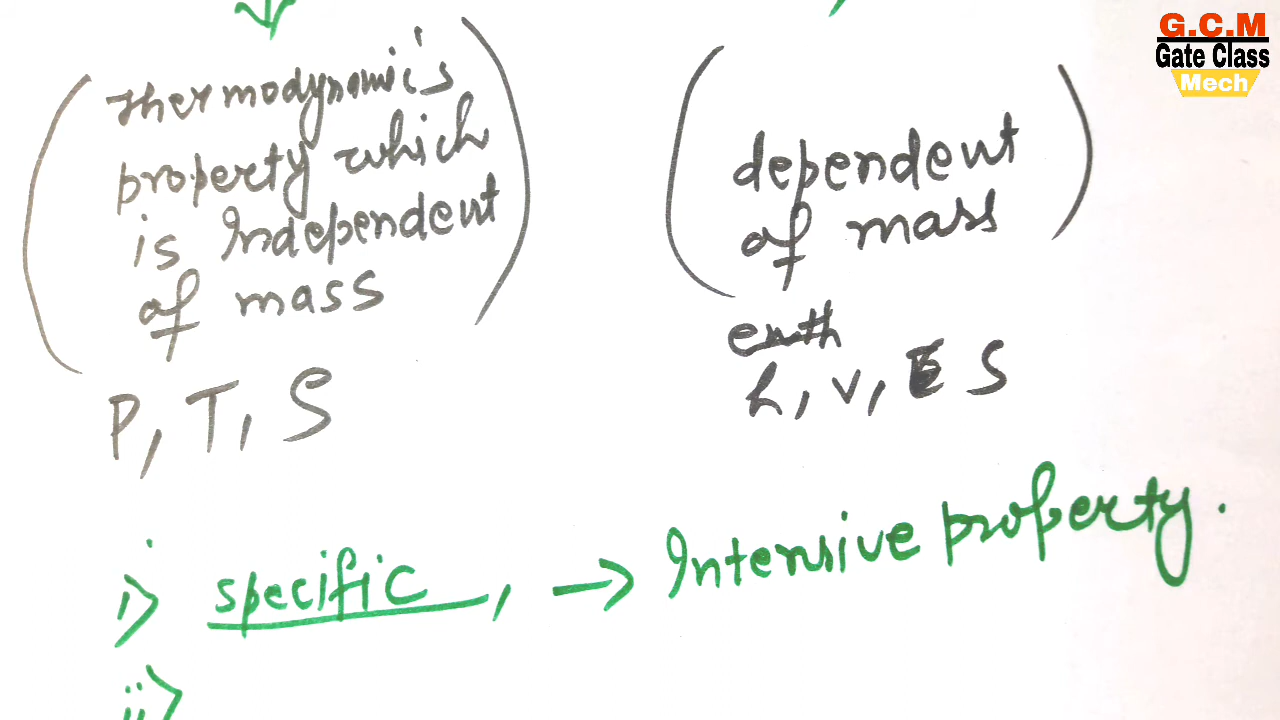 G.C.M
Gate Class
Mech
thermodynamic's
property which
is Independent
of mass
P, T, S
dependent
of mass
enth
h, v, E S
i> specific, → Intensive property.
ii>